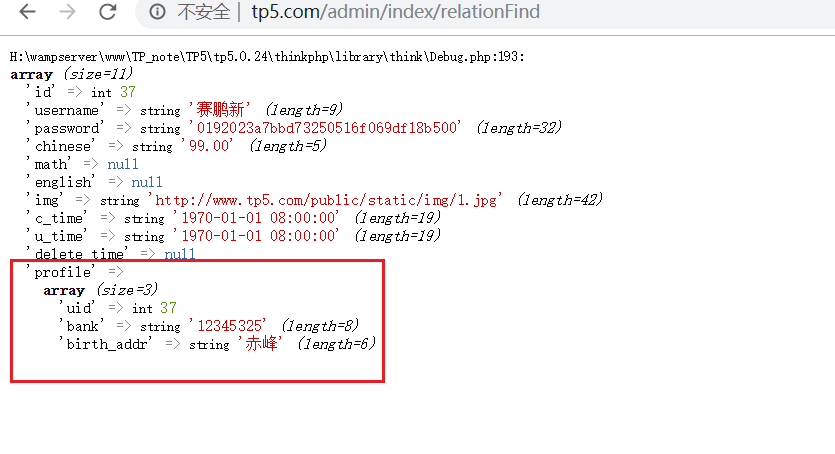 不安全 | tp5.com/admin/index/relationFind
H:\wampserver\www\TP_note\TP5\tp5.0.24\thinkphp\library\think\Debug.php:193:
array (size=11)
'id' => int 37
'username' => string '赛鹏新' (length=9)
'password' => string '0192023a7bbd73250516f069df18b500' (length=32)
'chinese' => string '99.00' (length=5)
'math' => null
'english' => null
'img' => string 'http://www.tp5.com/public/static/img/1.jpg' (length=42)
'c_time' => string '1970-01-01 08:00:00' (length=19)
'u_time' => string '1970-01-01 08:00:00' (length=19)
'delete_time' => null
'profile' =>
array (size=3)
'uid' => int 37
'bank' => string '12345325' (length=8)
'birth_addr' => string '赤峰' (length=6)